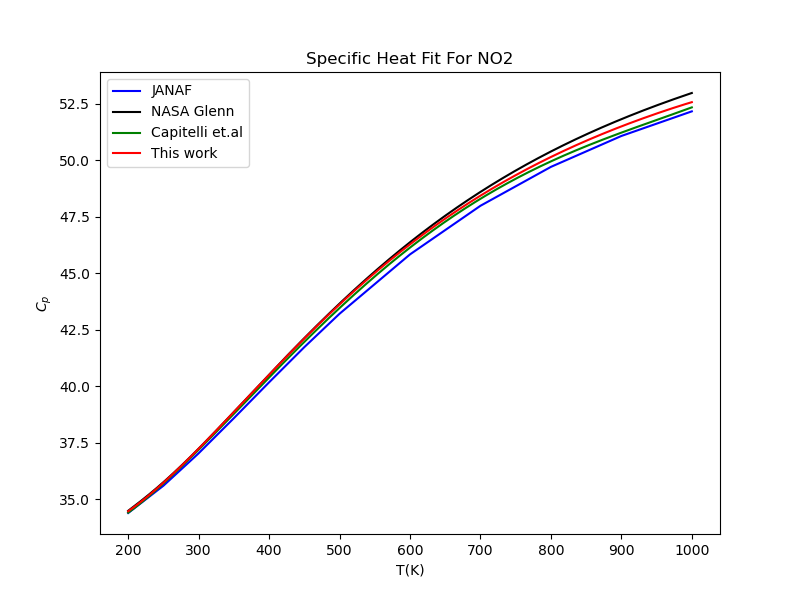 Specific Heat Fit For NO2
JANAF
NASA Glenn
Capitelli et.al
This work
52.5
50.0
47.5
45.0
42.5
40.0
37.5
35.0
C_p
200 300 400 500 600 700 800 900 1000
T(K)